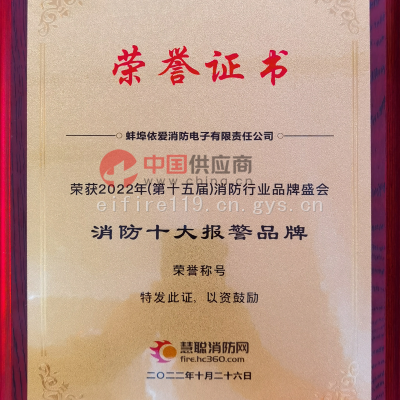 荣誉证书
蚌埠依爱消防电子有限责任公司
中国供应商
www.china.cn
荣获2022年(第十五届)消防行业品牌盛会
eifire119.cn.gys.cn
消防十大报警品牌
荣誉称号
特发此证，以资鼓励
慧聪消防网
fire.hc360.com
二〇二二年十月二十六日